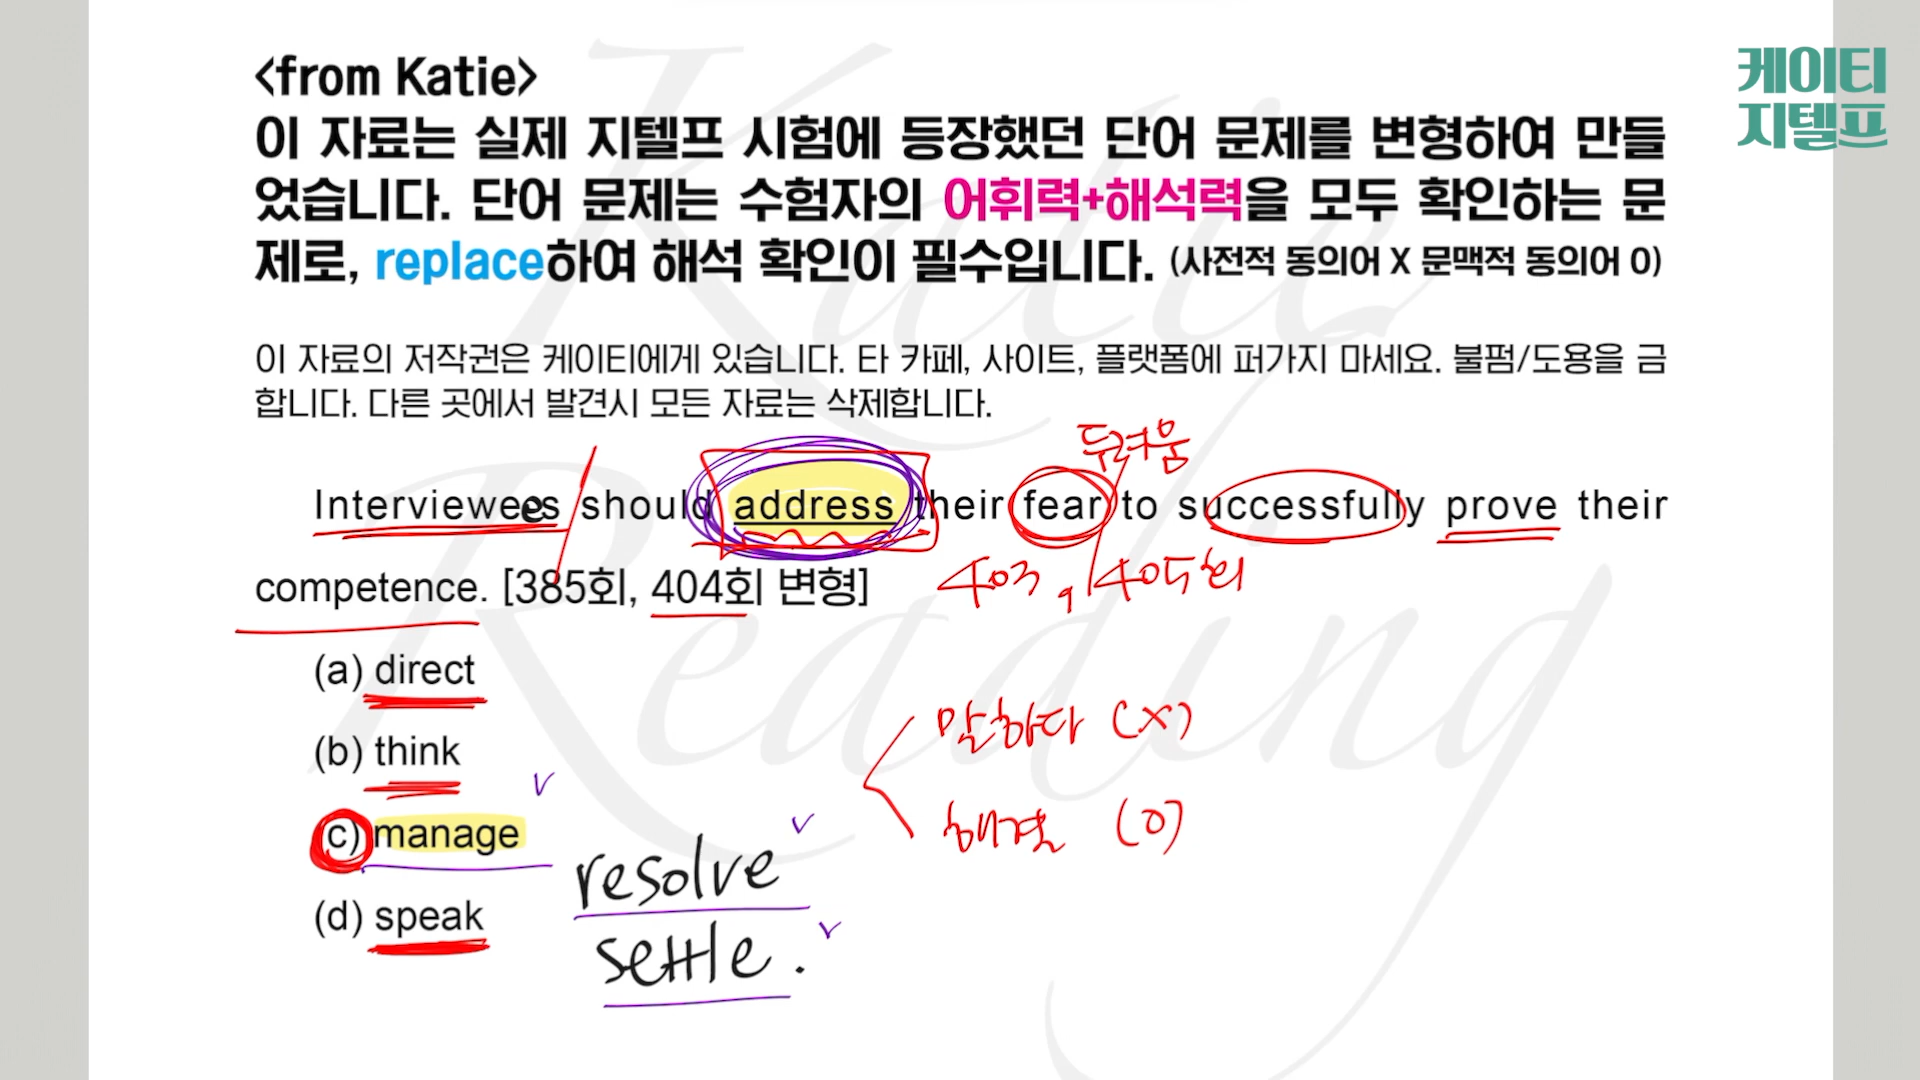 <from Katie>
케이티
지텔프
이 자료는 실제 지텔프 시험에 등장했던 단어 문제를 변형하여 만들
었습니다. 단어 문제는 수험자의 어휘력+해석력을 모두 확인하는 문
제로, replace하여 해석 확인이 필수입니다. (사전적 동의어 X 문맥적 동의어 O)
이 자료의 저작권은 케이티에게 있습니다. 타 카페, 사이트, 플랫폼에 퍼가지 마세요. 불펌/도용을 금
합니다. 다른 곳에서 발견시 모든 자료는 삭제합니다.
두려움
Interviewees should address their fear to successfully prove their
competence. [385회, 404회 변형]
403, 405회
(a) direct
(b) think
(c) manage
(d) speak
말하다 (X)
해결 (O)
resolve
settle.
Katie
Reading